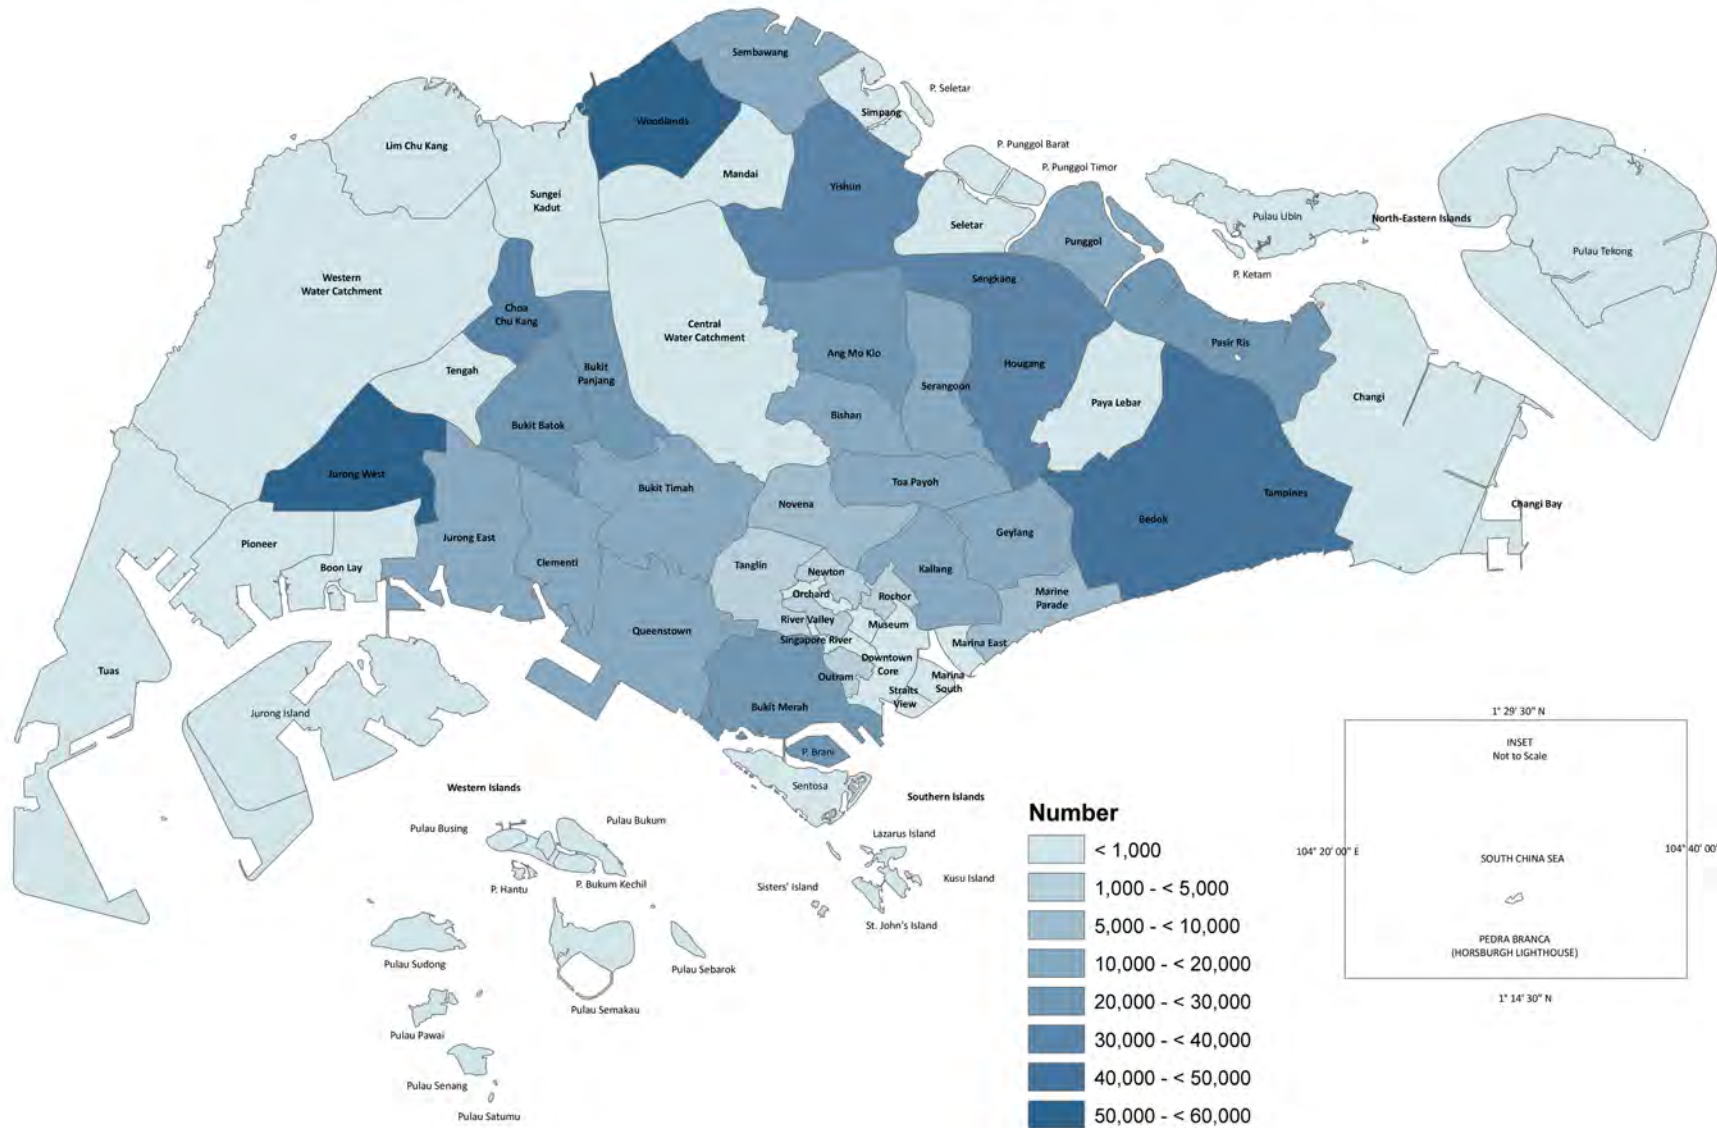 Sembawang
P. Seletar
Simpang
Woodlands
Lim Chu Kang
P. Punggol Barat
P. Punggol Timor
Mandai
Sungei
Kadut
Yishun
Seletar
Pulau Ubin
North-Eastern Islands
Punggol
Pulau Tekong
P. Ketam
Western
Water Catchment
Sengkang
Choa
Chu Kang
Central
Water Catchment
Ang Mo Kio
Pasir Ris
Tengah
Bukit
Panjang
Hougang
Serangoon
Paya Lebar
Changi
Bishan
Bukit Batok
Jurong West
Bukit Timah
Toa Payoh
Tampines
Novena
Changi Bay
Bedok
Geylang
Pioneer
Jurong East
Boon Lay
Clementi
Tanglin
Newton
Kallang
Orchard
Rochor
Marine
Parade
River Valley
Museum
Queenstown
Singapore River
Marina East
Downtown
Core
Tuas
Outram
Marina
South
Straits
View
Bukit Merah
Jurong Island
P. Brani
Sentosa
Western Islands
Southern Islands
Pulau Busing
Pulau Bukum
Lazarus Island
P. Hantu
P. Bukum Kechil
Sisters' Island
Kusu Island
St. John's Island
Pulau Sudong
Pulau Sebarok
Pulau Semakau
Pulau Pawai
Pulau Senang
Pulau Satumu
Number
< 1,000
1,000 - < 5,000
5,000 - < 10,000
10,000 - < 20,000
20,000 - < 30,000
30,000 - < 40,000
40,000 - < 50,000
50,000 - < 60,000
1° 29' 30" N
INSET
Not to Scale
104° 20' 00" E
SOUTH CHINA SEA
104° 40' 00"
PEDRA BRANCA
(HORSBURGH LIGHTHOUSE)
1° 14' 30" N